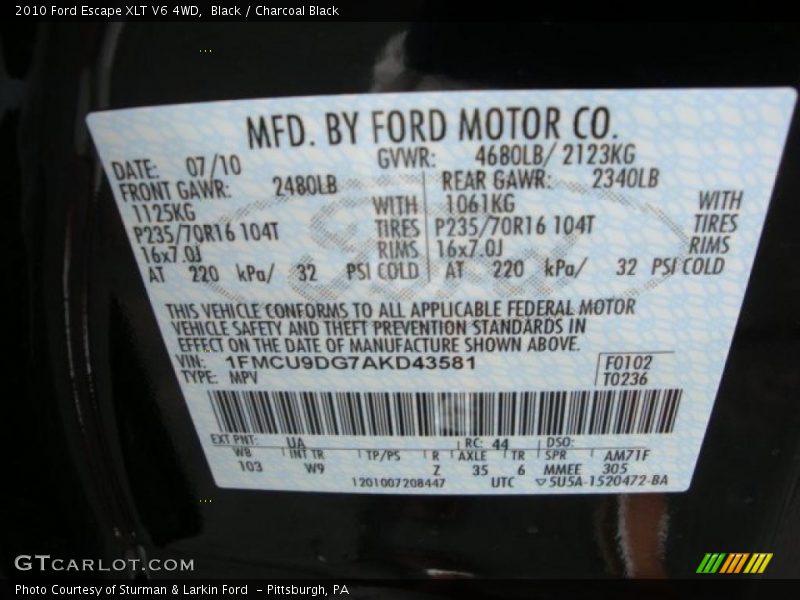 2010 Ford Escape XLT V6 4WD, Black / Charcoal Black
MFD. BY FORD MOTOR CO.
DATE: 07/10 GVWR: 4680LB/ 2123KG
FRONT GAWR: 2480LB REAR GAWR: 2340LB
1125KG WITH 1061KG WITH
P235/70R16 104T TIRES P235/70R16 104T TIRES
16x7.0J RIMS 16x7.0J RIMS
AT 220 kPa/ 32 PSI COLD AT 220 kPa/ 32 PSI COLD
THIS VEHICLE CONFORMS TO ALL APPLICABLE FEDERAL MOTOR
VEHICLE SAFETY AND THEFT PREVENTION STANDARDS IN
EFFECT ON THE DATE OF MANUFACTURE SHOWN ABOVE.
VIN: 1FMCU9DG7AKD43581 F0102
TYPE: MPV T0236
EXT PNT: UA RC: 44 DSO:
WB INT TR TP/PS R AXLE TR SPR AM71F
103 W9 Z 35 6 MMEE 305
1201007208447 UTC ▽5U5A-1520472-BA
GTCARLOT.COM
Photo Courtesy of Sturman & Larkin Ford - Pittsburgh, PA